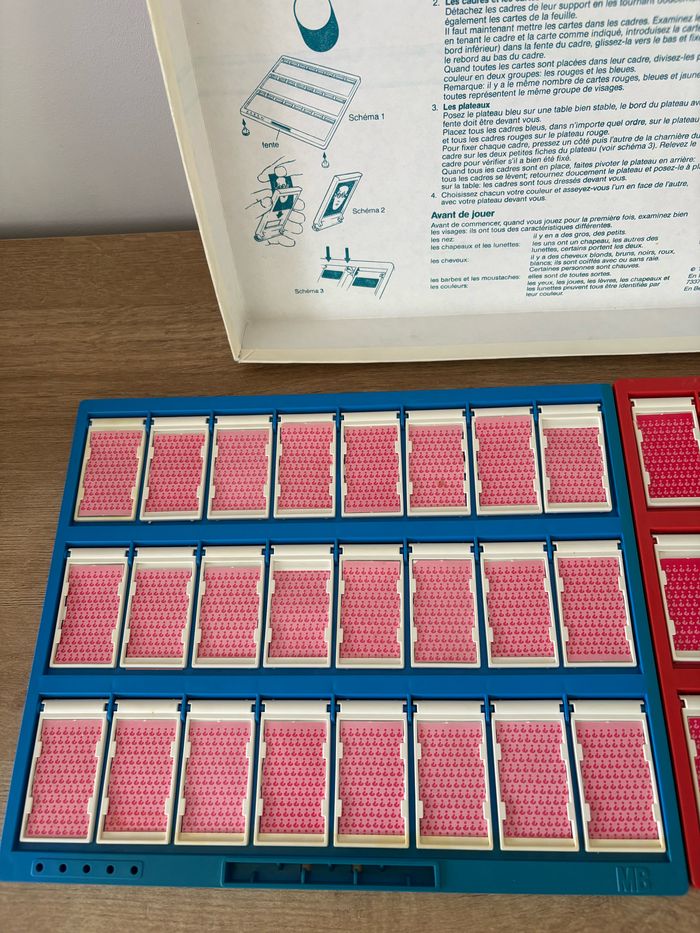 2. Les cadres et les
Détachez les cadres de leur support en les tournant
également les cartes de la feuille.
Il faut maintenant mettre les cartes dans les cadres. Examinez
en tenant le cadre et la carte comme indiqué, introduisez la carte
bord inférieur) dans la fente du cadre, glissez-la vers le bas et
le rebord au bas du cadre.
Quand toutes les cartes sont placées dans leur cadre, divisez-les
couleur en deux groupes: les rouges et les bleues.
Remarque: il y a le même nombre de cartes rouges, bleues et
toutes représentent le même groupe de visages.
3. Les plateaux
Posez le plateau bleu sur une table bien stable, le bord du plateau
fente doit être devant vous.
Placez tous les cadres bleus, dans n'importe quel ordre, sur le plateau
et tous les cadres rouges sur le plateau rouge.
Pour fixer chaque cadre, pressez un côté puis l'autre de la charnière du
cadre sur les deux petites fiches du plateau (voir schéma 3). Relevez le
cadre pour vérifier s'il a bien été fixé.
Quand tous les cadres sont en place, faites pivoter le plateau en arrière:
tous les cadres se lèvent; retournez doucement le plateau et posez-le à
sur la table: les cadres sont tous dressés devant vous.
4. Choisissez chacun votre couleur et asseyez-vous l'un en face de l'autre,
avec votre plateau devant vous.
Schéma 1
fente
Schéma 2
Schéma 3
Avant de jouer
Avant de commencer, quand vous jouez pour la première fois, examinez bien
les visages: ils ont tous des caractéristiques différentes.
les nez: il y en a des gros, des petits.
les chapeaux et les lunettes: les uns ont un chapeau, les autres des
lunettes, certains portent les deux.
les cheveux: il y a des cheveux blonds, bruns, noirs, roux,
blancs; ils sont coiffés avec ou sans raie.
Certaines personnes sont chauves.
les barbes et les moustaches: elles sont de toutes sortes.
les couleurs: les yeux, les joues, les lèvres, les chapeaux et
les lunettes peuvent tous être identifiés par
leur couleur.
©
En
7337
En Be
MB